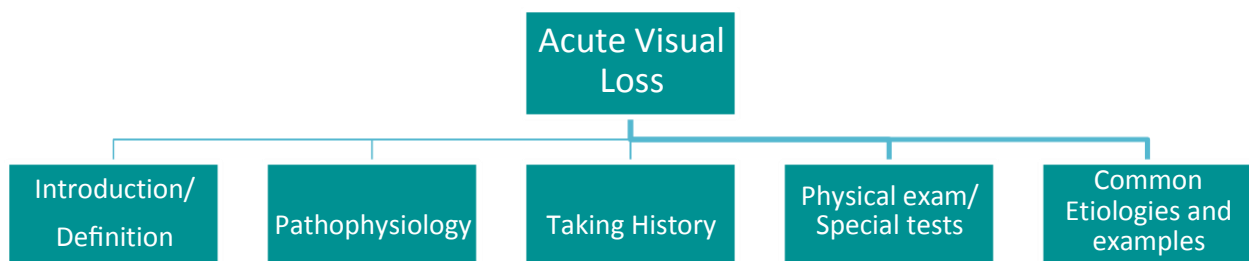 Acute Visual
Loss
Introduction/
Definition
Pathophysiology
Taking History
Physical exam/
Special tests
Common
Etiologies and
examples